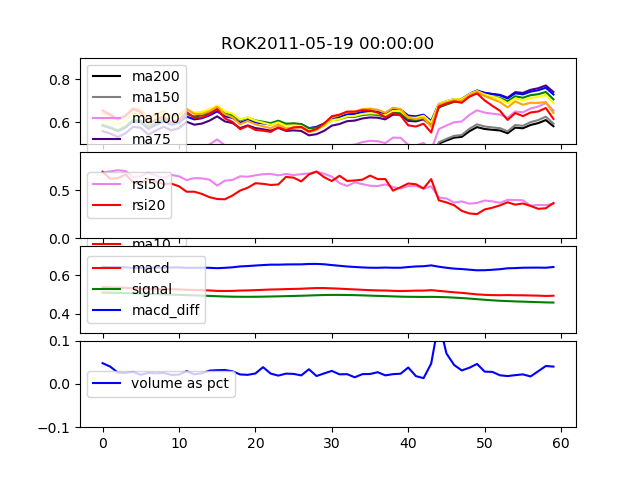 ROK2011-05-19 00:00:00
0.8
0.6
ma200
ma150
ma100
ma75
0.5
0.0
rsi50
rsi20
ma10
0.6
0.4
macd
signal
macd_diff
0.1
0.0
-0.1
volume as pct
0 10 20 30 40 50 60